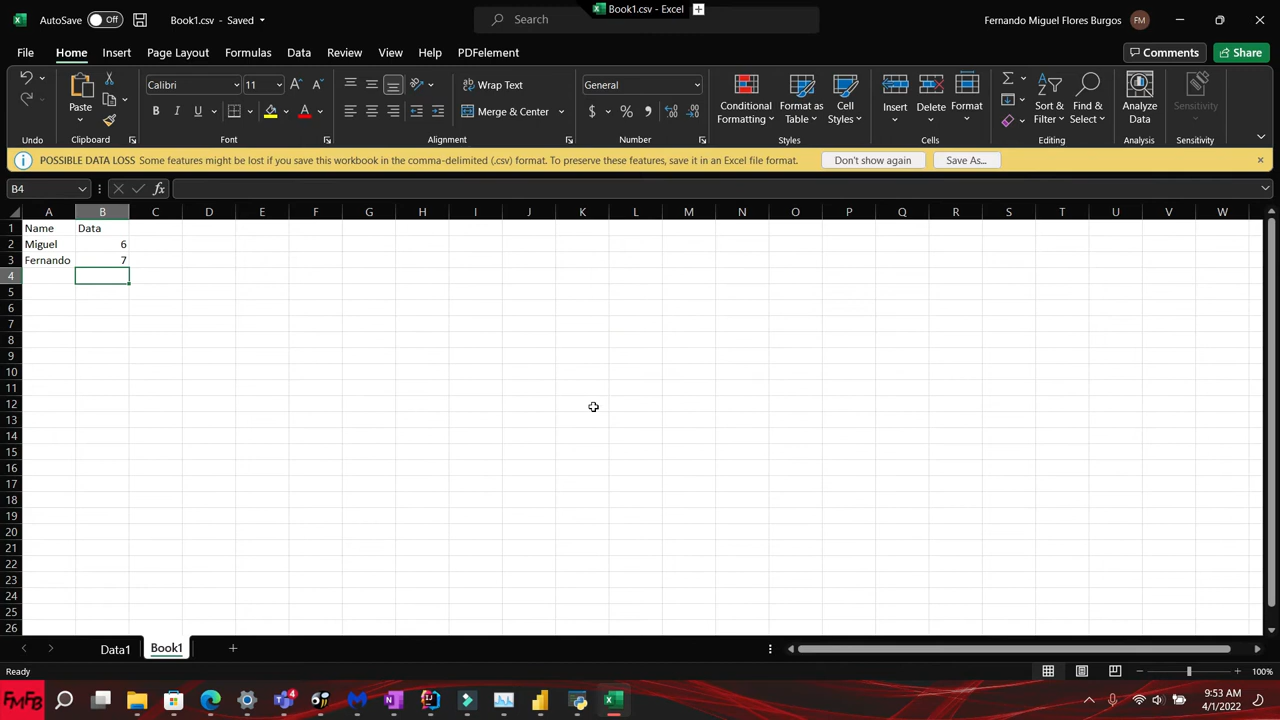 Book1.csv - Excel
AutoSave Off Book1.csv - Saved Search Fernando Miguel Flores Burgos FM
File Home Insert Page Layout Formulas Data Review View Help PDFelement Comments Share
Calibri 11 Wrap Text General
Paste Merge & Center $ % Conditional Formatting Format as Table Cell Styles Insert Delete Format Sort & Filter Find & Select Analyze Data Sensitivity
Undo Clipboard Font Alignment Number Styles Cells Editing Analysis Sensitivity
POSSIBLE DATA LOSS Some features might be lost if you save this workbook in the comma-delimited (.csv) format. To preserve these features, save it in an Excel file format. Don't show again Save As...
B4 fx
A B C D E F G H I J K L M N O P Q R S T U V W
1 Name Data
2 Miguel 6
3 Fernando 7
4
5
6
7
8
9
10
11
12
13
14
15
16
17
18
19
20
21
22
23
24
25
26
Data1 Book1
Ready 100%
FMFB 4 9:53 AM
4/1/2022